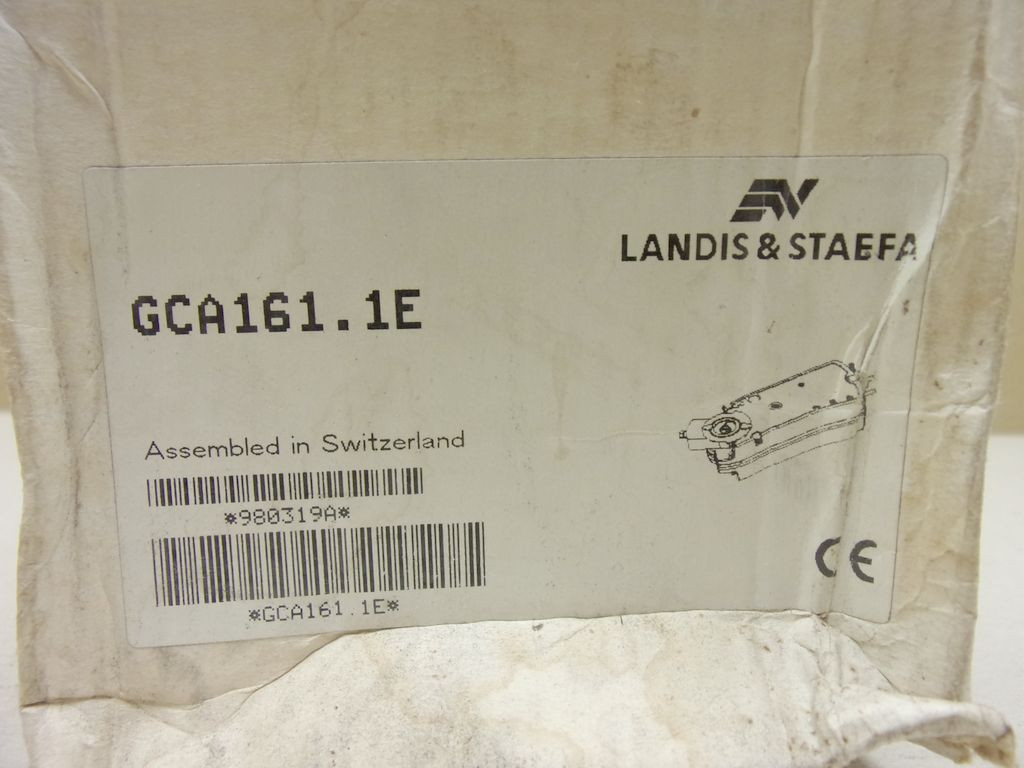 LANDIS & STAEFA
GCA161.1E
Assembled in Switzerland
*980319A*
*GCA161.1E*
CE